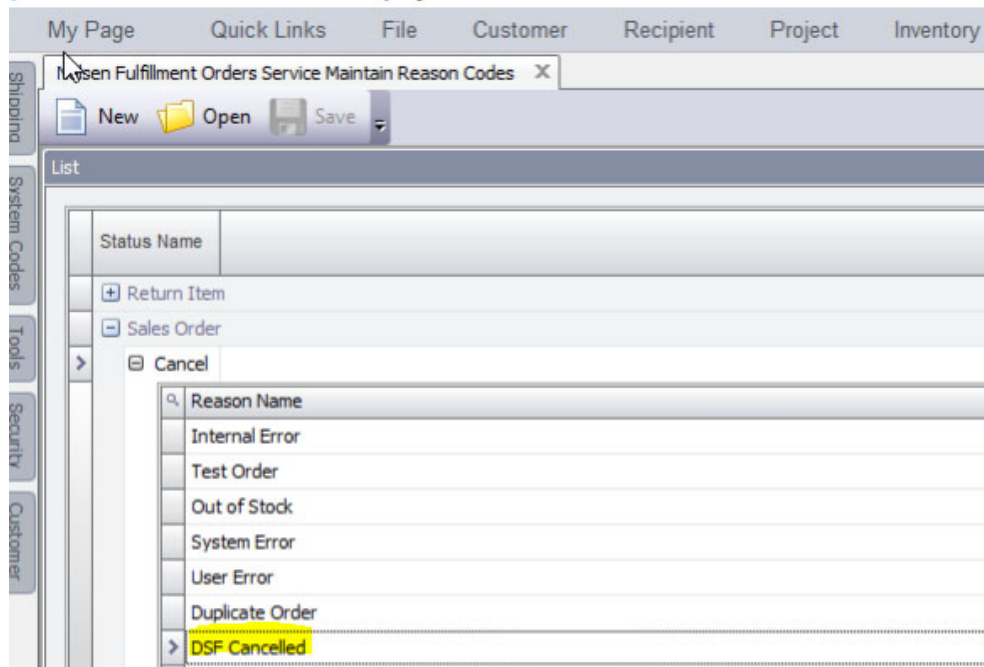 My Page Quick Links File Customer Recipient Project Inventory
Fulfillment Orders Service Maintain Reason Codes X
New Open Save
List
Status Name
Return Item
Sales Order
Cancel
Reason Name
Internal Error
Test Order
Out of Stock
System Error
User Error
Duplicate Order
DSF Cancelled
Shipping
System Codes
Tools
Security
Customer